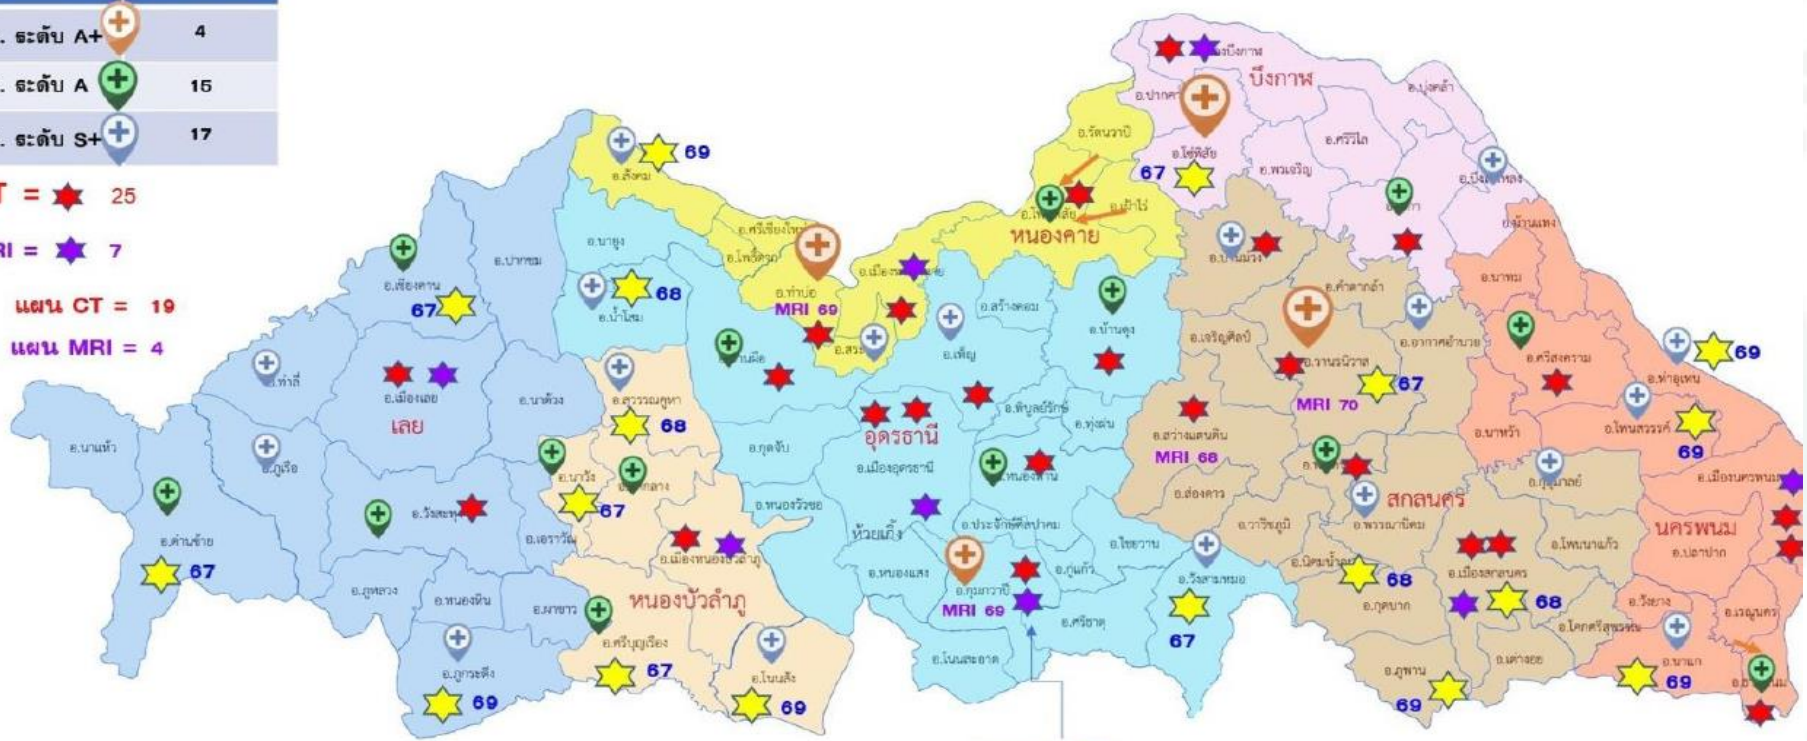 . ระดับ A+ 4
. ระดับ A 15
. ระดับ S+ 17
T = 25
RI = 7
แผน CT = 19
แผน MRI = 4
บึงกาฬ
อ.บุ่งคล้า
อ.รัตนวาปี
อ.ศรีวิไล
อ.โซ่พิสัย
อ.พรเจริญ
67
69
อ.สังคม
หนองคาย
อ.บ้านแพง
อ.นายูง
อ.ปากชม
อ.เชียงคาน
67
68
อ.น้ำโสม
อ.ท่าบ่อ
MRI 69
อ.สร้างคอม
อ.เพ็ญ
อ.บ้านดุง
อ.คำตากล้า
อ.นาทม
อ.เจริญศิลป์
อ.วานรนิวาส
อ.อากาศอำนวย
อ.ศรีสงคราม
69
อ.ท่าอุเทน
67
MRI 70
อ.เมืองเลย
เลย
อ.นาด้วง
อ.สุวรรณคูหา
68
อ.พิบูลย์รักษ์
อ.ทุ่งฝน
อุดรธานี
อ.กุดจับ
อ.เมืองอุดรธานี
อ.สว่างแดนดิน
MRI 68
อ.นาหว้า
อ.โพนสวรรค์
69
อ.นาแห้ว
อ.ภูเรือ
อ.นาวัง
67
อ.ส่องดาว
สกลนคร
อ.เมืองนครพนม
อ.หนองวัวซอ
อ.ประจักษ์ศิลปาคม
อ.วาริชภูมิ
อ.พรรณานิคม
นครพนม
อ.ปลาปาก
ห้วยเกิ้ง
อ.ไชยวาน
อ.โพนนาแก้ว
อ.ด่านซ้าย
67
อ.เอราวัณ
อ.เมืองหนองบัวลำภู
อ.หนองแสง
อ.กู่แก้ว
อ.วังสามหมอ
68
อ.เมืองสกลนคร
อ.ภูหลวง
อ.หนองหิน
อ.ผาขาว
หนองบัวลำภู
อ.กุมภวาปี
MRI 69
อ.ศรีธาตุ
67
อ.กุดบาก
68
อ.วังยาง
อ.เรณูนคร
อ.โคกศรีสุพรรณ
อ.ภูกระดึง
69
อ.ศรีบุญเรือง
67
อ.โนนสัง
69
อ.โนนสะอาด
อ.ภูพาน
69
อ.เต่างอย
อ.นาแก
69